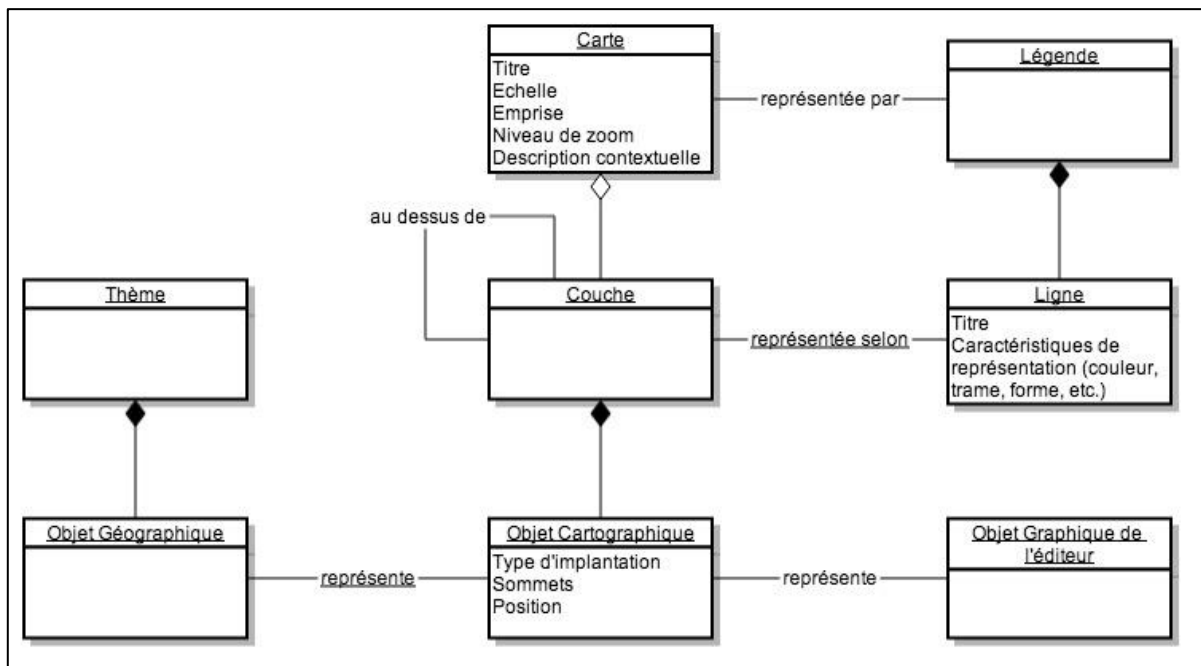 Carte
Titre
Echelle
Emprise
Niveau de zoom
Description contextuelle
représentée par
Légende
au dessus de
Thème
Couche
représentée selon
Ligne
Titre
Caractéristiques de
représentation (couleur,
trame, forme, etc.)
Objet Géographique
représente
Objet Cartographique
Type d'implantation
Sommets
Position
représente
Objet Graphique de
l'éditeur